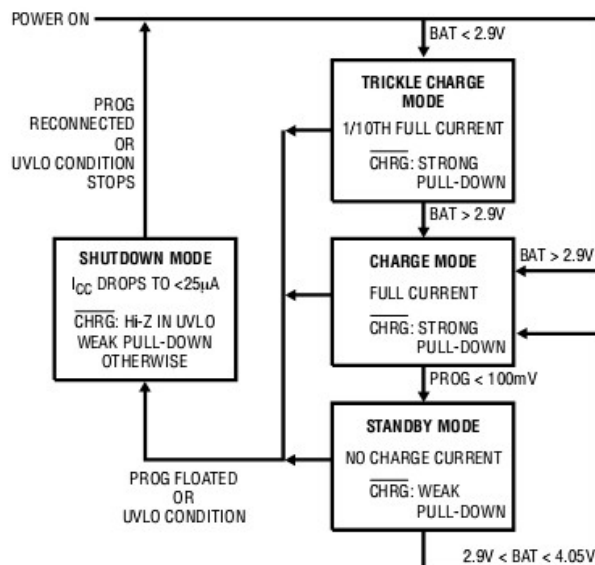 POWER ON
BAT < 2.9V
TRICKLE CHARGE
MODE
1/10TH FULL CURRENT
CHRG: STRONG
PULL-DOWN
PROG
RECONNECTED
OR
UVLO CONDITION
STOPS
BAT > 2.9V
SHUTDOWN MODE
ICC DROPS TO <25µA
CHRG: Hi-Z IN UVLO
WEAK PULL-DOWN
OTHERWISE
CHARGE MODE
FULL CURRENT
CHRG: STRONG
PULL-DOWN
BAT > 2.9V
PROG < 100mV
STANDBY MODE
NO CHARGE CURRENT
CHRG: WEAK
PULL-DOWN
PROG FLOATED
OR
UVLO CONDITION
2.9V < BAT < 4.05V